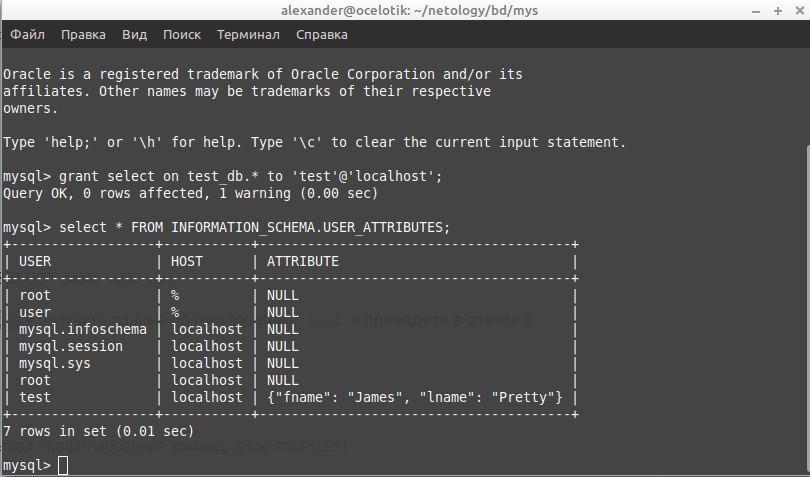 alexander@ocelotik: ~/netology/bd/mys
Файл Правка Вид Поиск Терминал Справка
Oracle is a registered trademark of Oracle Corporation and/or its
affiliates. Other names may be trademarks of their respective
owners.
Type 'help;' or '\h' for help. Type '\c' to clear the current input statement.
mysql> grant select on test_db.* to 'test'@'localhost';
Query OK, 0 rows affected, 1 warning (0.00 sec)
mysql> select * FROM INFORMATION_SCHEMA.USER_ATTRIBUTES;
+------------------+-----------+---------------------------------------+
| USER             | HOST      | ATTRIBUTE                             |
+------------------+-----------+---------------------------------------+
| root             | %         | NULL                                  |
| user             | %         | NULL                                  |
| mysql.infoschema | localhost | NULL                                  |
| mysql.session    | localhost | NULL                                  |
| mysql.sys        | localhost | NULL                                  |
| root             | localhost | NULL                                  |
| test             | localhost | {"fname": "James", "lname": "Pretty"} |
+------------------+-----------+---------------------------------------+
7 rows in set (0.01 sec)
mysql>